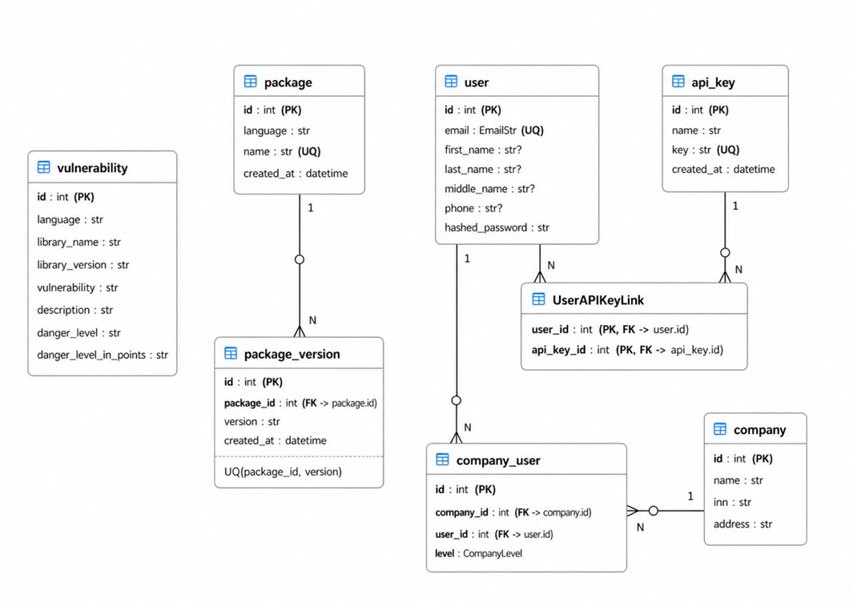 vulnerability
id : int (PK)
language : str
library_name : str
library_version : str
vulnerability : str
description : str
danger_level : str
danger_level_in_points : str
package
id : int (PK)
language : str
name : str (UQ)
created_at : datetime
1
N
package_version
id : int (PK)
package_id : int (FK -> package.id)
version : str
created_at : datetime
UQ(package_id, version)
user
id : int (PK)
email : EmailStr (UQ)
first_name : str?
last_name : str?
middle_name : str?
phone : str?
hashed_password : str
1
N
N
api_key
id : int (PK)
name : str
key : str (UQ)
created_at : datetime
1
N
UserAPIKeyLink
user_id : int (PK, FK -> user.id)
api_key_id : int (PK, FK -> api_key.id)
company_user
id : int (PK)
company_id : int (FK -> company.id)
user_id : int (FK -> user.id)
level : CompanyLevel
N
1
company
id : int (PK)
name : str
inn : str
address : str